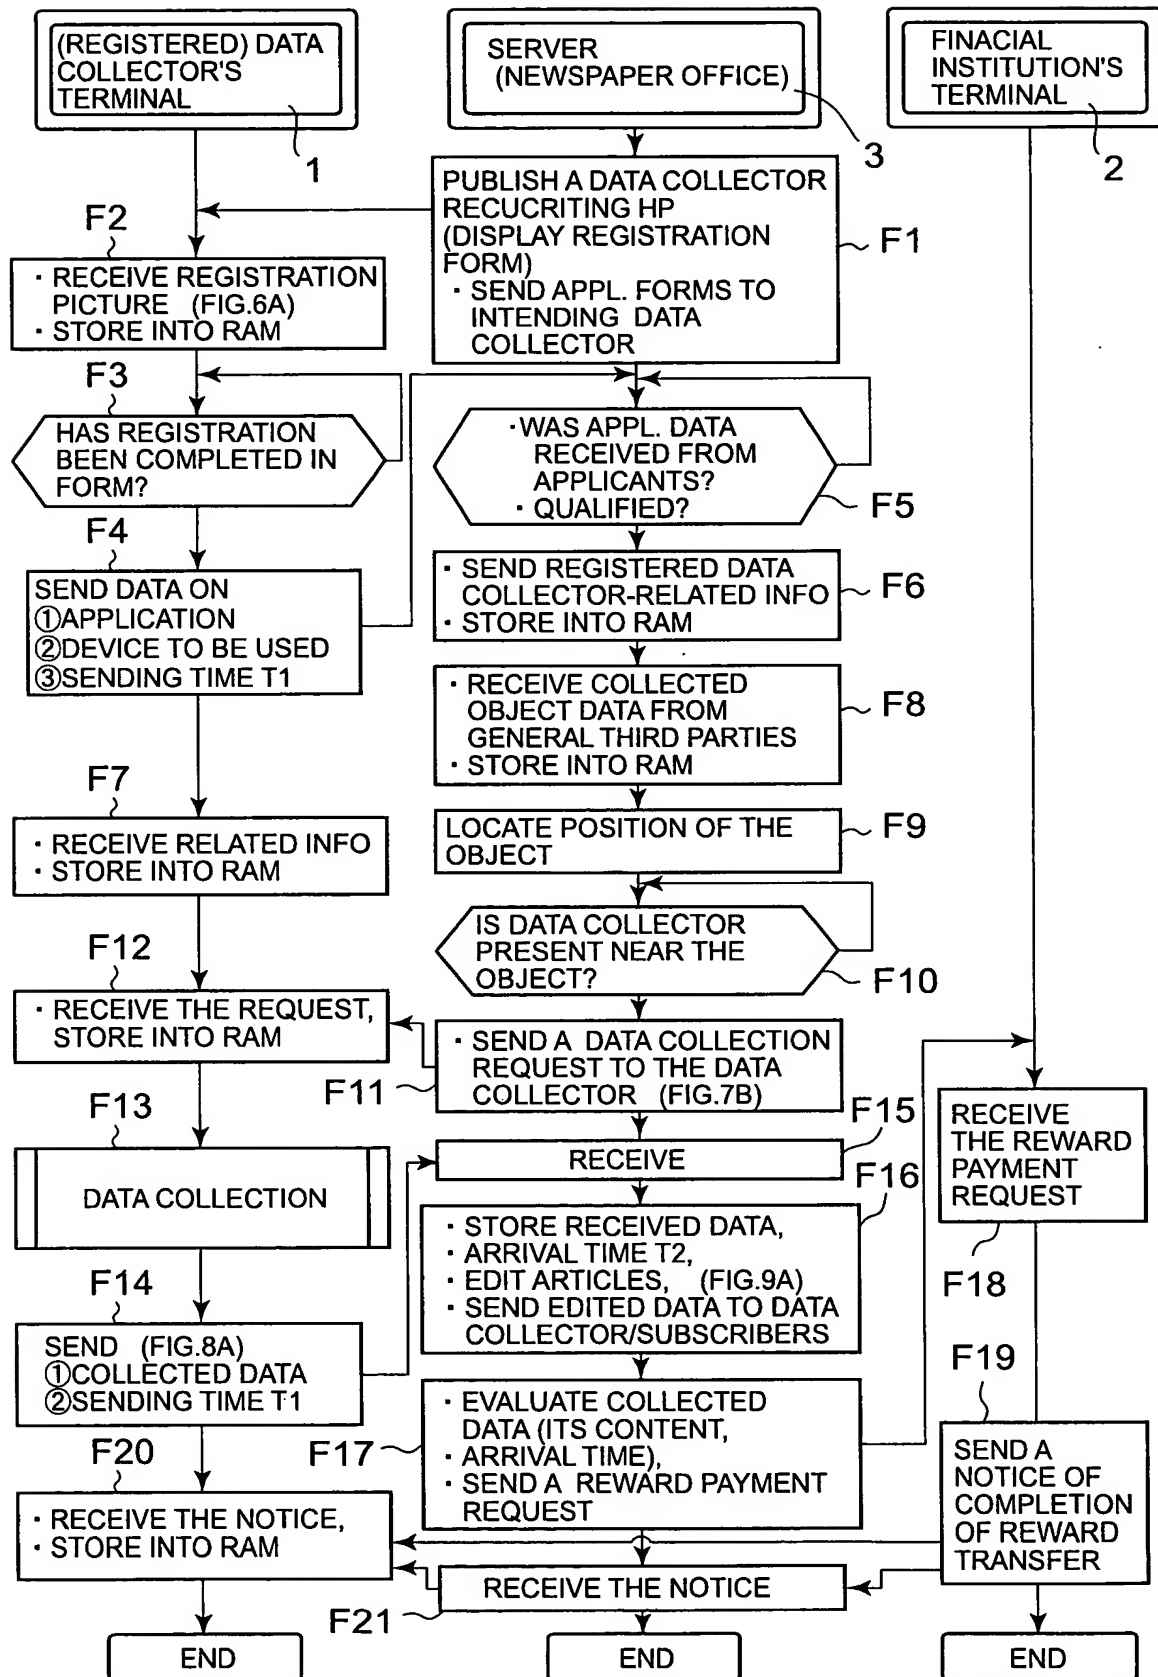 (REGISTERED) DATA
COLLECTOR'S
TERMINAL
1
SERVER
(NEWSPAPER OFFICE)
3
FINACIAL
INSTITUTION'S
TERMINAL
2
PUBLISH A DATA COLLECTOR
RECUCRITING HP
(DISPLAY REGISTRATION
FORM)
・SEND APPL. FORMS TO
INTENDING DATA
COLLECTOR
F1
F2
・RECEIVE REGISTRATION
PICTURE (FIG.6A)
・STORE INTO RAM
F3
HAS REGISTRATION
BEEN COMPLETED IN
FORM?
・WAS APPL. DATA
RECEIVED FROM
APPLICANTS?
・QUALIFIED?
F5
F4
SEND DATA ON
①APPLICATION
②DEVICE TO BE USED
③SENDING TIME T1
・SEND REGISTERED DATA
COLLECTOR-RELATED INFO
・STORE INTO RAM
F6
・RECEIVE COLLECTED
OBJECT DATA FROM
GENERAL THIRD PARTIES
・STORE INTO RAM
F8
F7
・RECEIVE RELATED INFO
・STORE INTO RAM
LOCATE POSITION OF THE
OBJECT
F9
IS DATA COLLECTOR
PRESENT NEAR THE
OBJECT?
F10
F12
・RECEIVE THE REQUEST,
STORE INTO RAM
・SEND A DATA COLLECTION
REQUEST TO THE DATA
COLLECTOR (FIG.7B)
F11
F13
DATA COLLECTION
RECEIVE
F15
RECEIVE
THE REWARD
PAYMENT
REQUEST
F18
・STORE RECEIVED DATA,
・ARRIVAL TIME T2,
・EDIT ARTICLES, (FIG.9A)
・SEND EDITED DATA TO DATA
COLLECTOR/SUBSCRIBERS
F16
F14
SEND (FIG.8A)
①COLLECTED DATA
②SENDING TIME T1
・EVALUATE COLLECTED
DATA (ITS CONTENT,
・ARRIVAL TIME),
・SEND A REWARD PAYMENT
REQUEST
F17
F19
SEND A
NOTICE OF
COMPLETION
OF REWARD
TRANSFER
F20
・RECEIVE THE NOTICE,
・STORE INTO RAM
RECEIVE THE NOTICE
F21
END
END
END